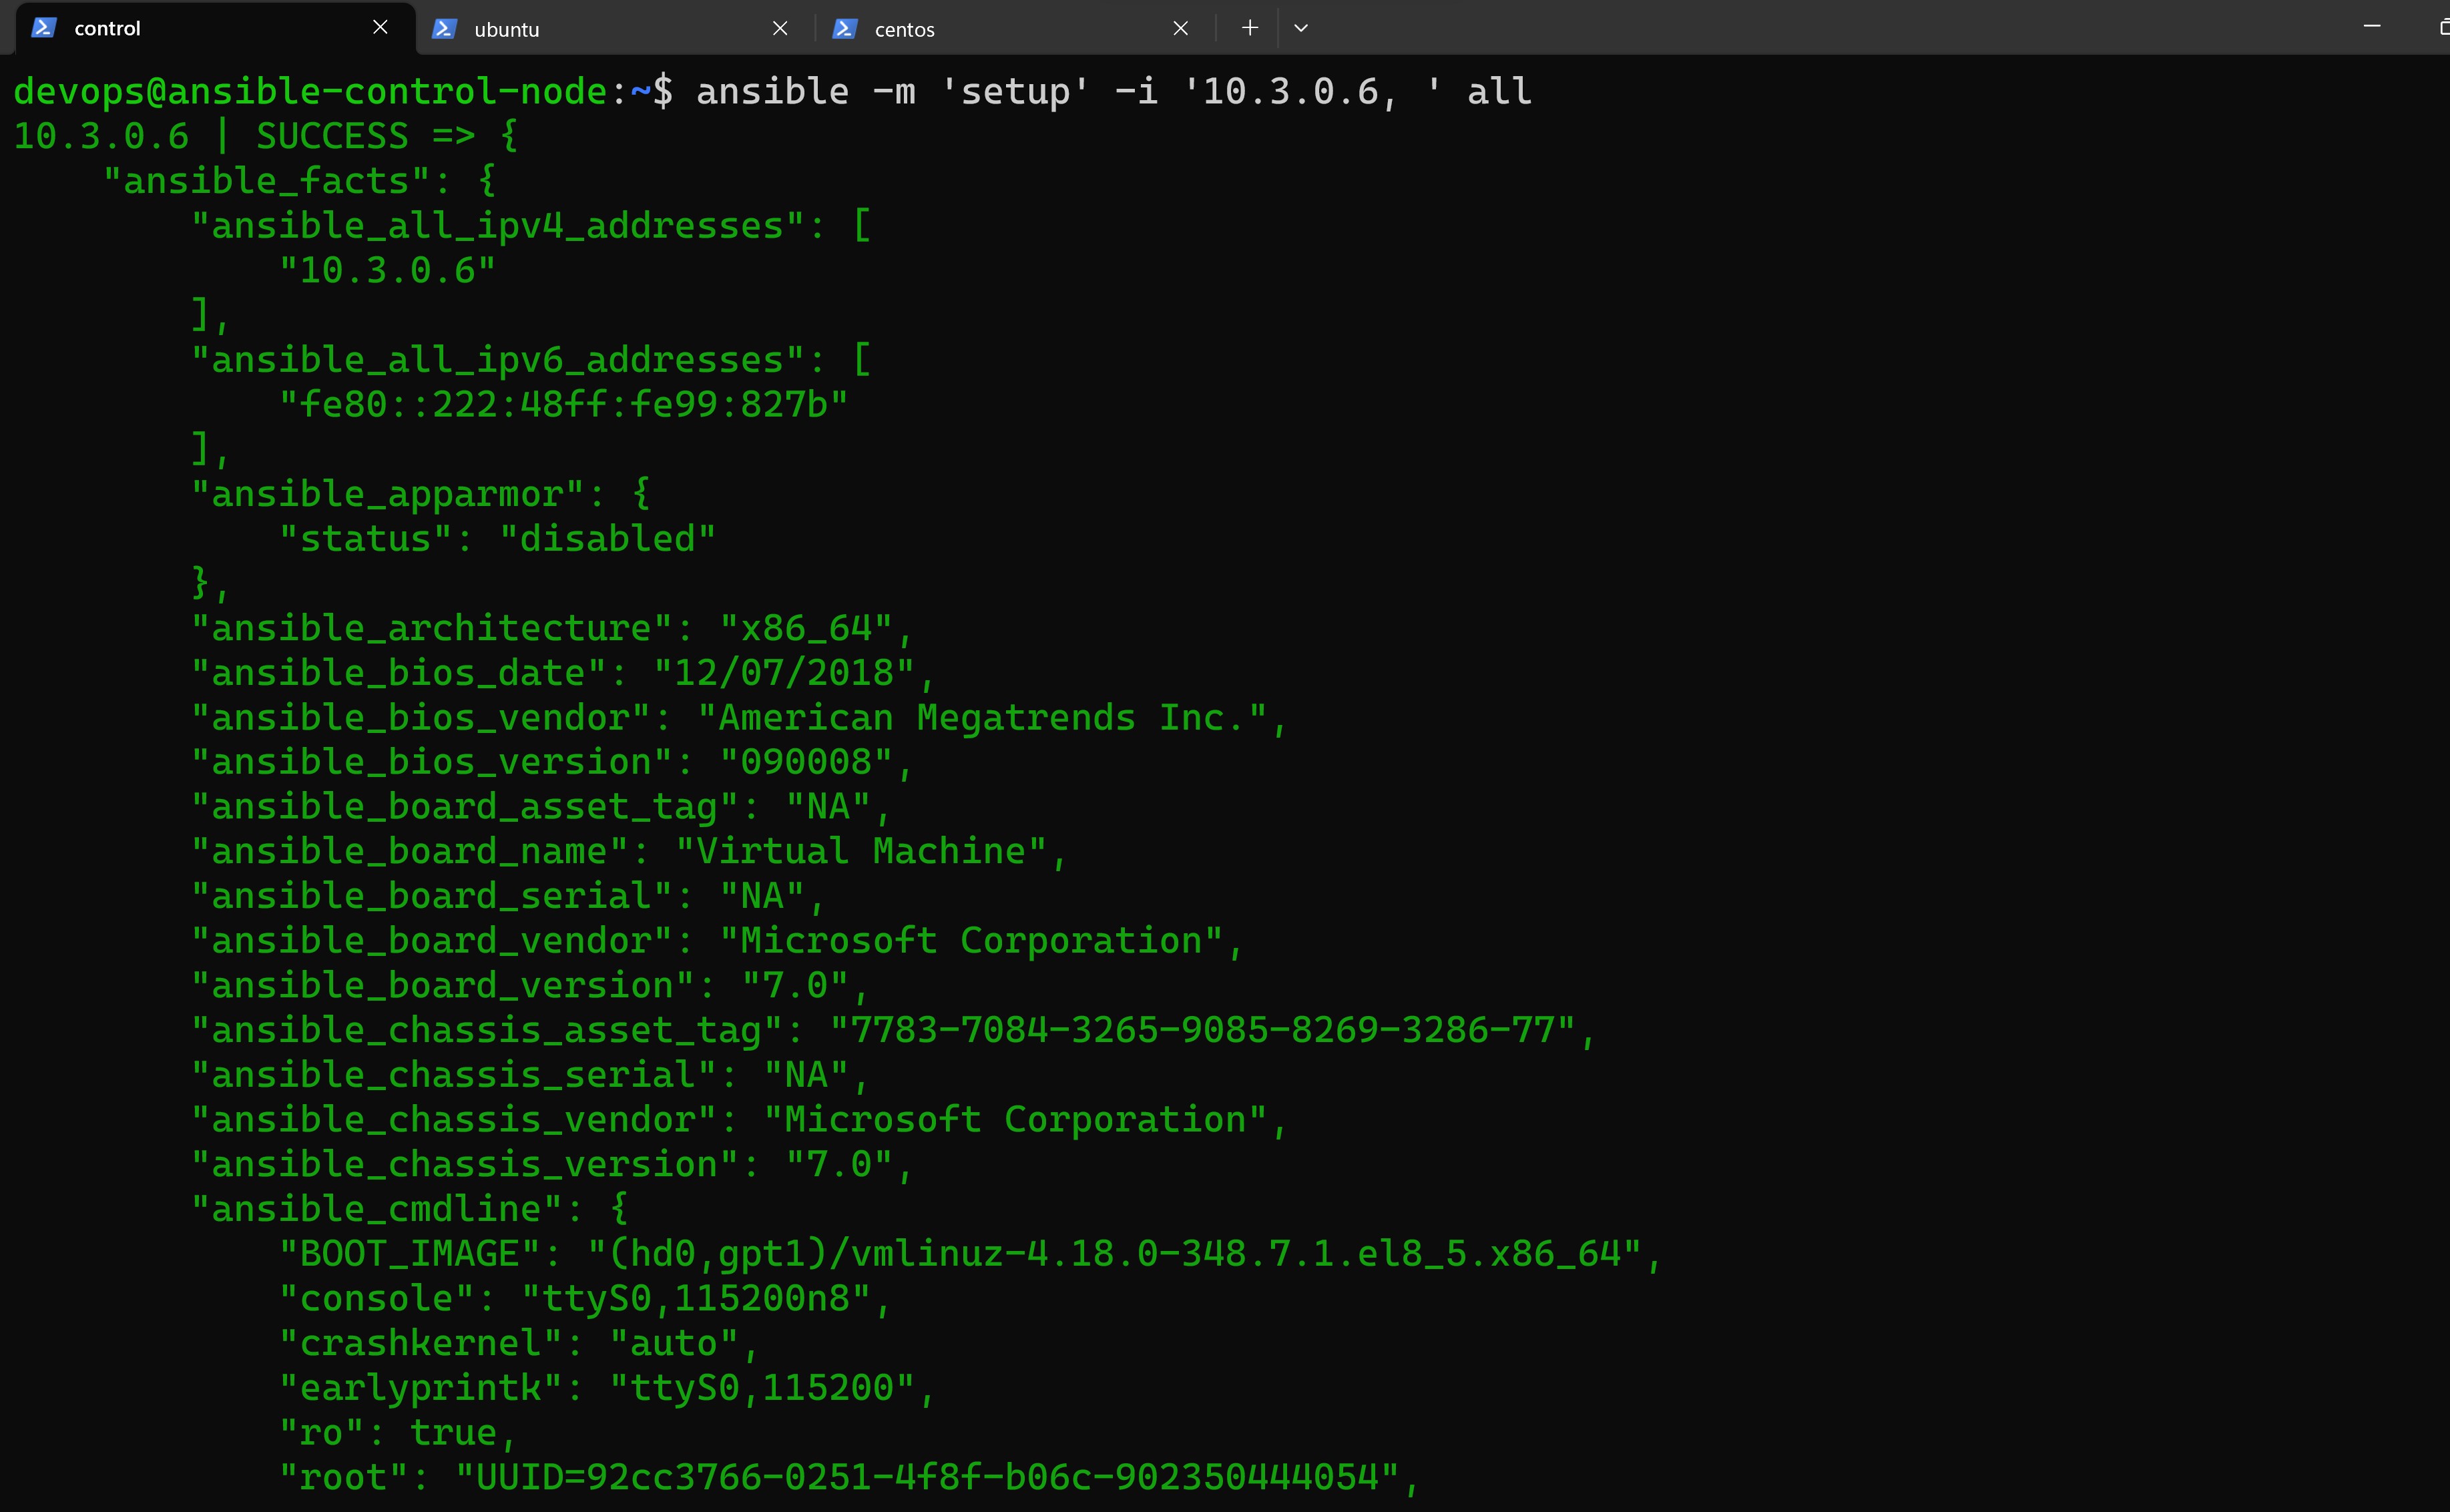 control
ubuntu
centos
devops@ansible-control-node:~$ ansible -m 'setup' -i '10.3.0.6, ' all
10.3.0.6 | SUCCESS => {
    "ansible_facts": {
        "ansible_all_ipv4_addresses": [
            "10.3.0.6"
        ],
        "ansible_all_ipv6_addresses": [
            "fe80::222:48ff:fe99:827b"
        ],
        "ansible_apparmor": {
            "status": "disabled"
        },
        "ansible_architecture": "x86_64",
        "ansible_bios_date": "12/07/2018",
        "ansible_bios_vendor": "American Megatrends Inc.",
        "ansible_bios_version": "090008",
        "ansible_board_asset_tag": "NA",
        "ansible_board_name": "Virtual Machine",
        "ansible_board_serial": "NA",
        "ansible_board_vendor": "Microsoft Corporation",
        "ansible_board_version": "7.0",
        "ansible_chassis_asset_tag": "7783-7084-3265-9085-8269-3286-77",
        "ansible_chassis_serial": "NA",
        "ansible_chassis_vendor": "Microsoft Corporation",
        "ansible_chassis_version": "7.0",
        "ansible_cmdline": {
            "BOOT_IMAGE": "(hd0,gpt1)/vmlinuz-4.18.0-348.7.1.el8_5.x86_64",
            "console": "ttyS0,115200n8",
            "crashkernel": "auto",
            "earlyprintk": "ttyS0,115200",
            "ro": true,
            "root": "UUID=92cc3766-0251-4f8f-b06c-902350444054",